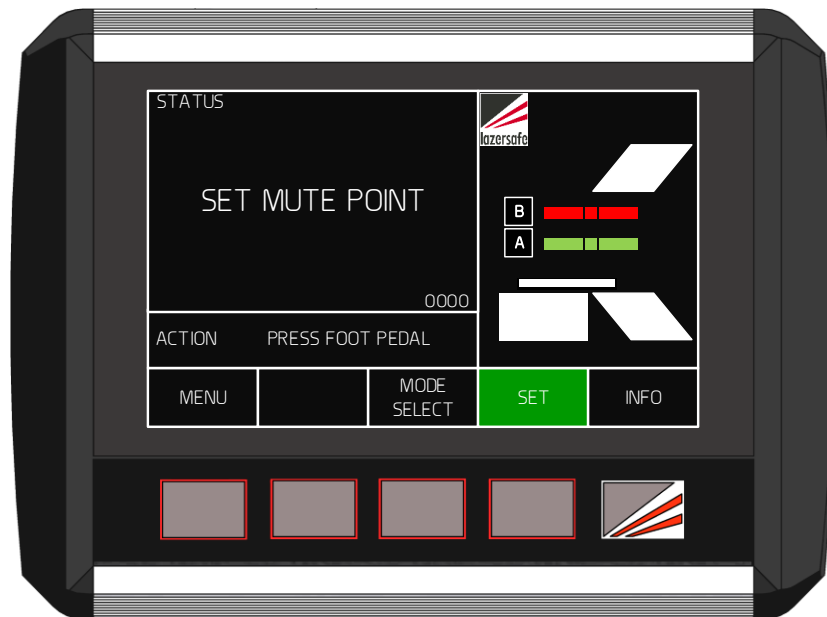 STATUS
lazersafe
SET MUTE POINT
B
A
0000
ACTION PRESS FOOT PEDAL
MENU
MODE
SELECT
SET
INFO